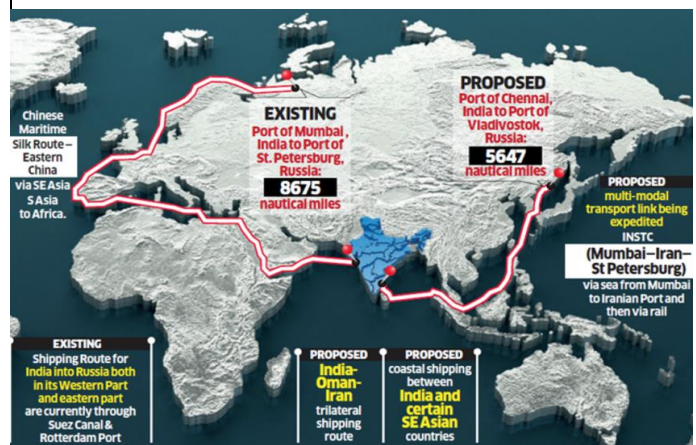 Chinese
Maritime
Silk Route –
Eastern
China
via SE Asia
S Asia
to Africa.
EXISTING
Port of Mumbai ,
India to Port of
St. Petersburg,
Russia:
8675
nautical miles
PROPOSED
Port of Chennai,
India to Port of
Vladivostok,
Russia:
5647
nautical miles
PROPOSED
multi-modal
transport link being
expedited
INSTC
(Mumbai–Iran–
St Petersburg)
via sea from Mumbai
to Iranian Port and
then via rail
EXISTING
Shipping Route for
India into Russia both
in its Western Part
and eastern part
are currently through
Suez Canal &
Rotterdam Port
PROPOSED
India-
Oman-
Iran
trilateral
shipping
route
PROPOSED
coastal shipping
between
India and
certain
SE Asian
countries